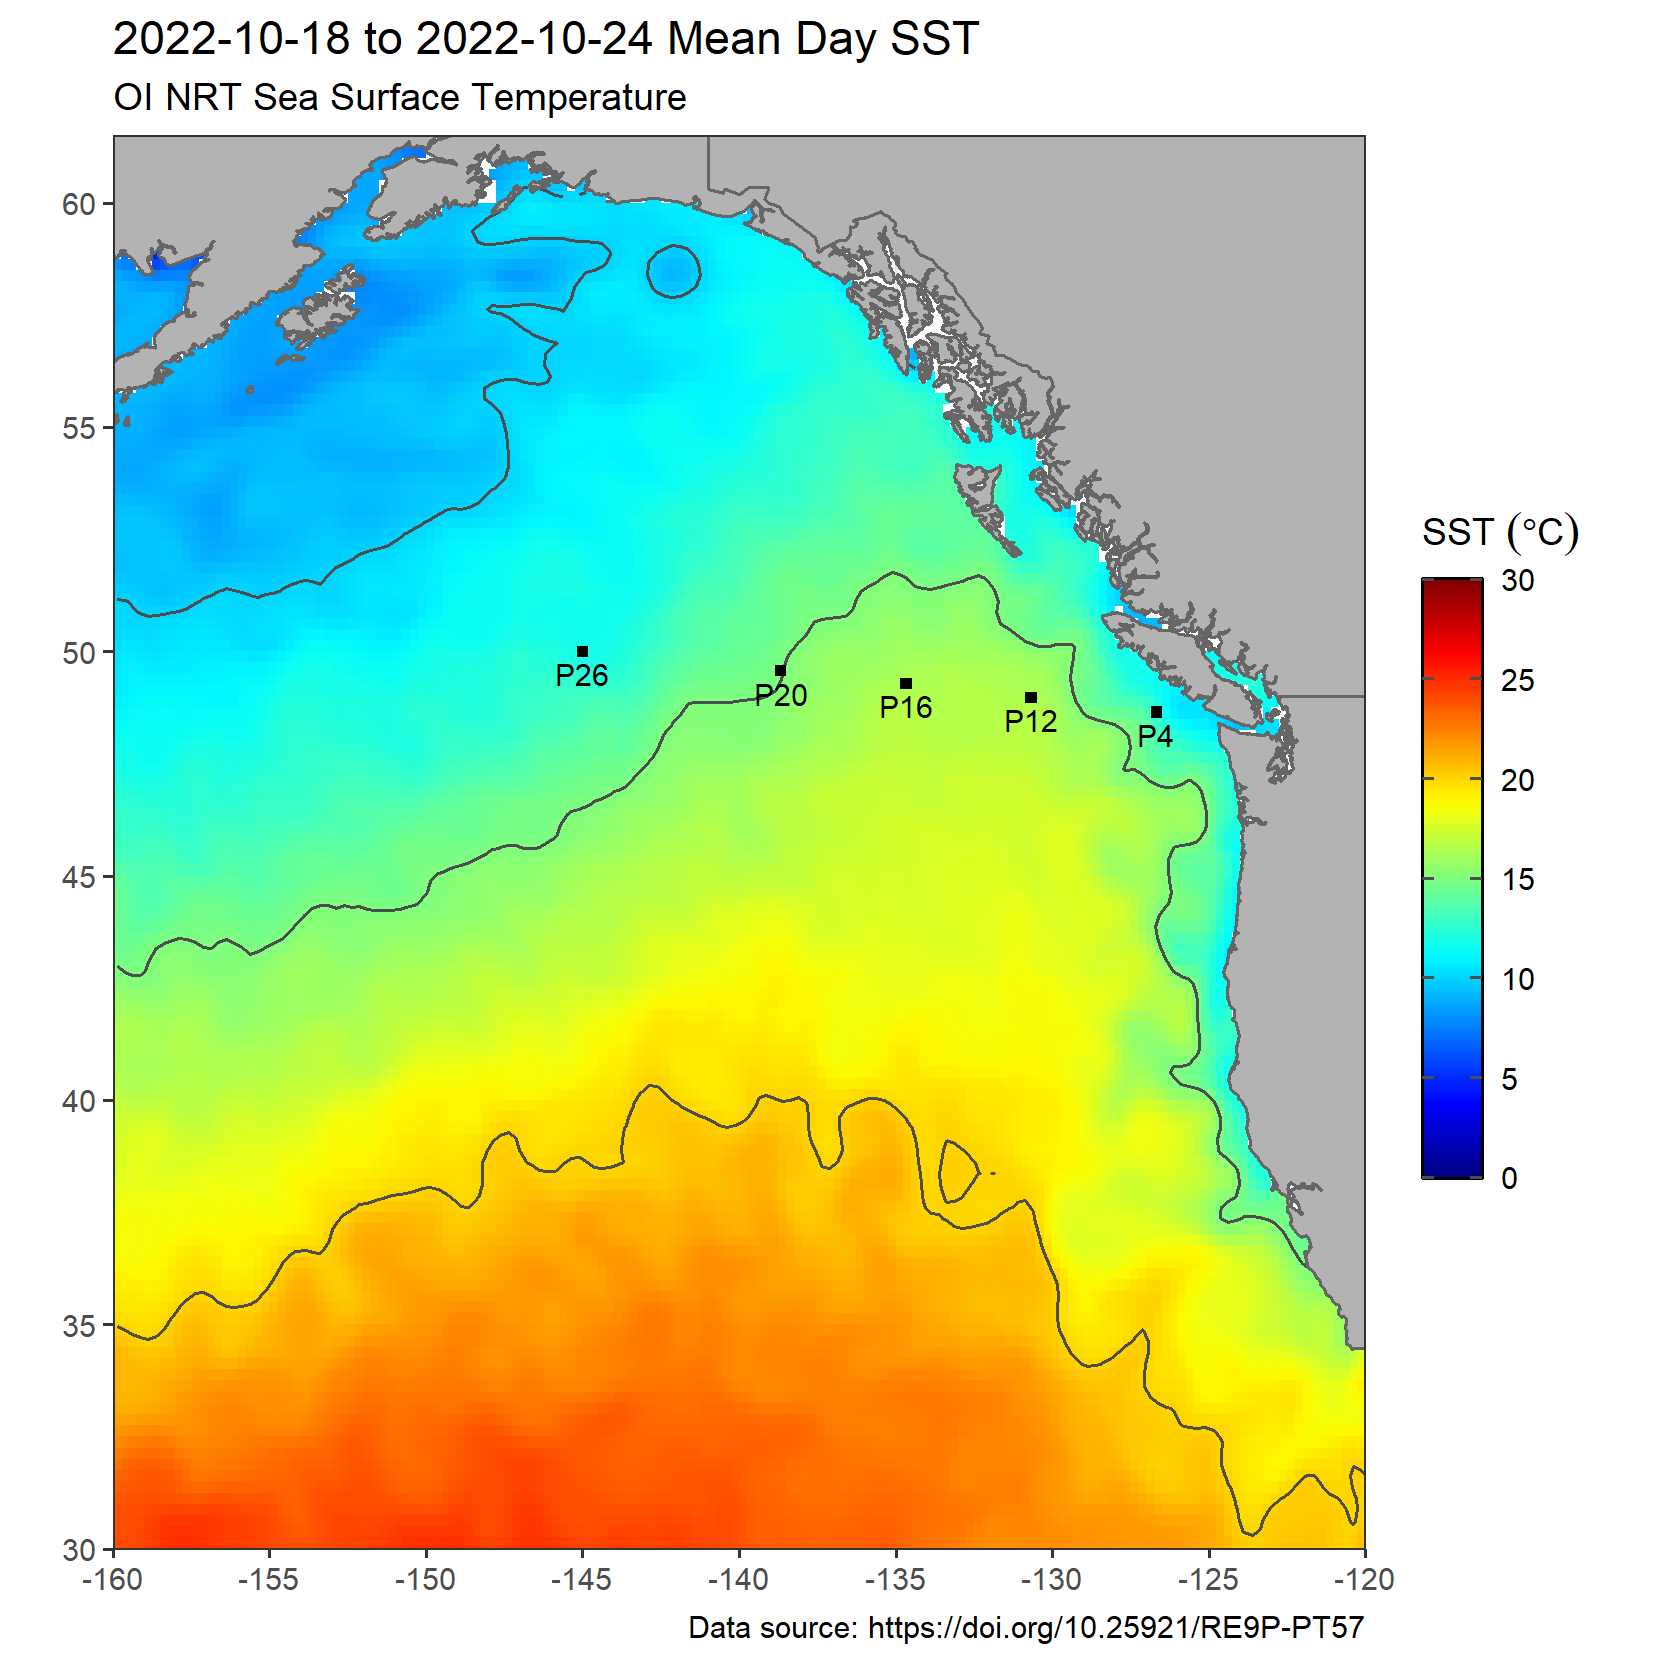 2022-10-18 to 2022-10-24 Mean Day SST
OI NRT Sea Surface Temperature
60
55
50
45
40
35
30
P26
P20
P16
P12
P4
-160
-155
-150
-145
-140
-135
-130
-125
-120
SST (°C)
30
25
20
15
10
5
0
Data source: https://doi.org/10.25921/RE9P-PT57